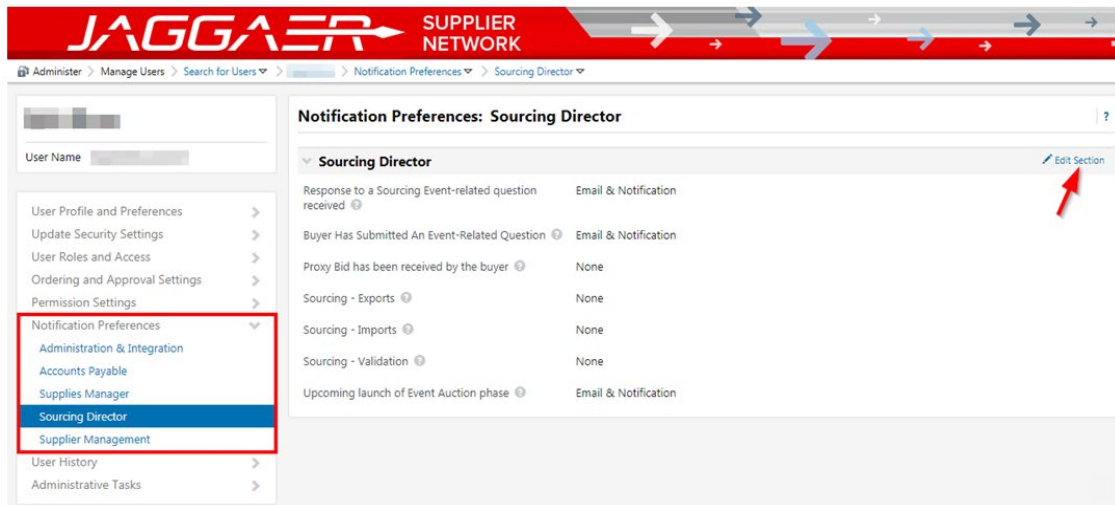 JAGGAER
SUPPLIER
NETWORK
Administer > Manage Users > Search for Users > > Notification Preferences > Sourcing Director
User Name
User Profile and Preferences
Update Security Settings
User Roles and Access
Ordering and Approval Settings
Permission Settings
Notification Preferences
Administration & Integration
Accounts Payable
Supplies Manager
Sourcing Director
Supplier Management
User History
Administrative Tasks
Notification Preferences: Sourcing Director ?
Sourcing Director Edit Section
Response to a Sourcing Event-related question Email & Notification
received ?
Buyer Has Submitted An Event-Related Question ? Email & Notification
Proxy Bid has been received by the buyer ? None
Sourcing - Exports ? None
Sourcing - Imports ? None
Sourcing - Validation ? None
Upcoming launch of Event Auction phase ? Email & Notification